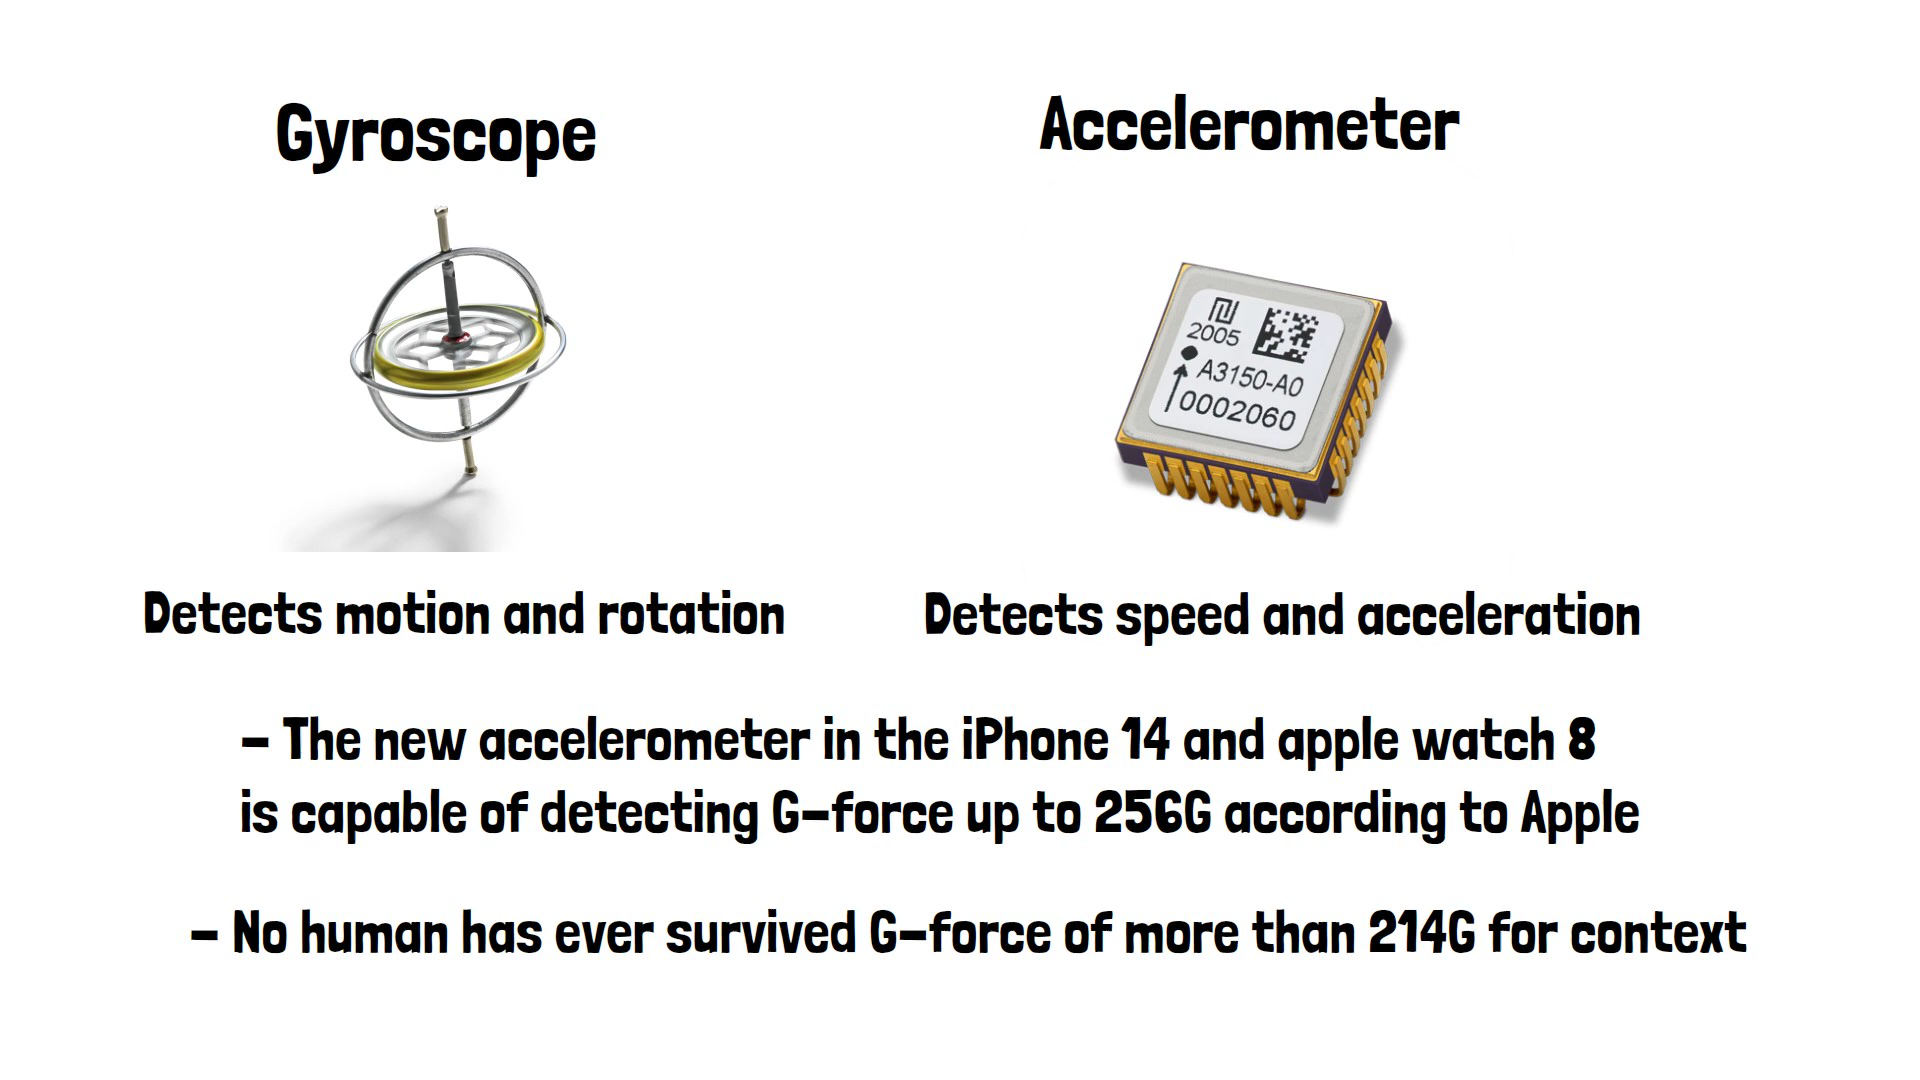 Gyroscope
Accelerometer
2005
A3150-A0
0002060
Detects motion and rotation
Detects speed and acceleration
- The new accelerometer in the iPhone 14 and apple watch 8
is capable of detecting G-force up to 256G according to Apple
- No human has ever survived G-force of more than 214G for context